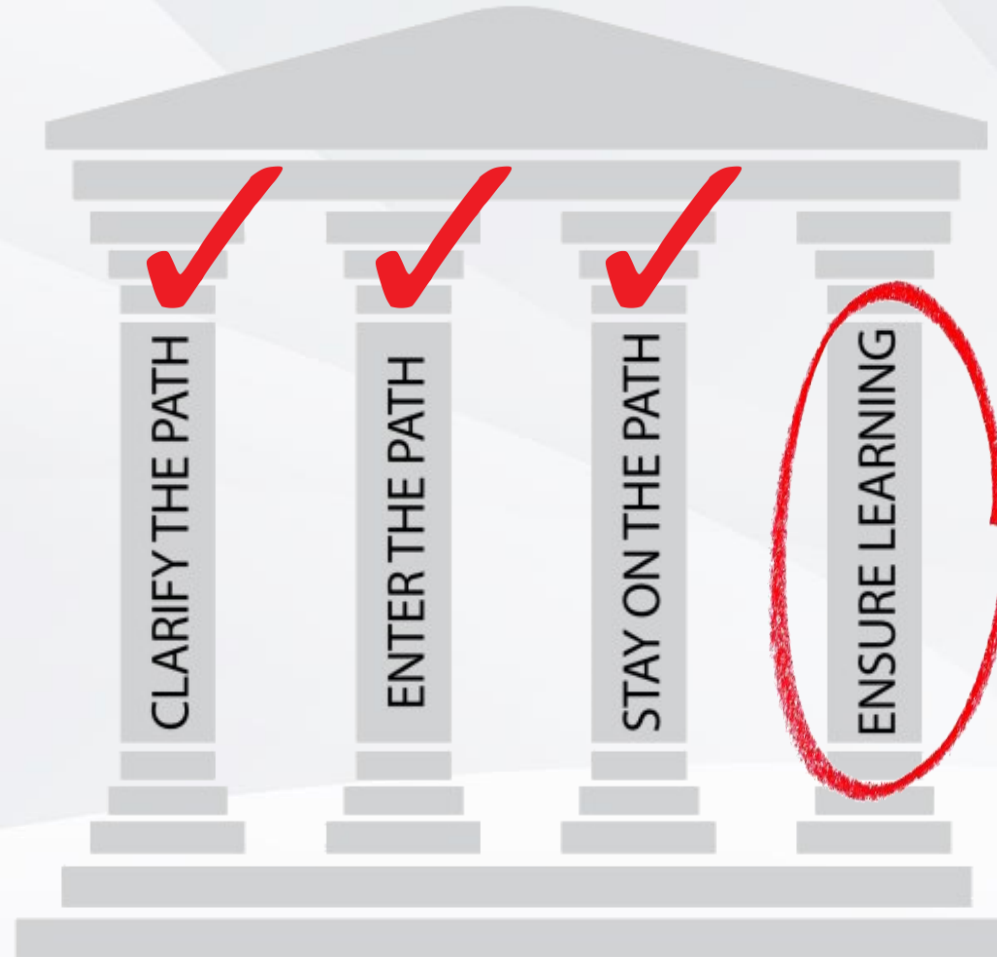 CLARIFY THE PATH
ENTER THE PATH
STAY ON THE PATH
ENSURE LEARNING